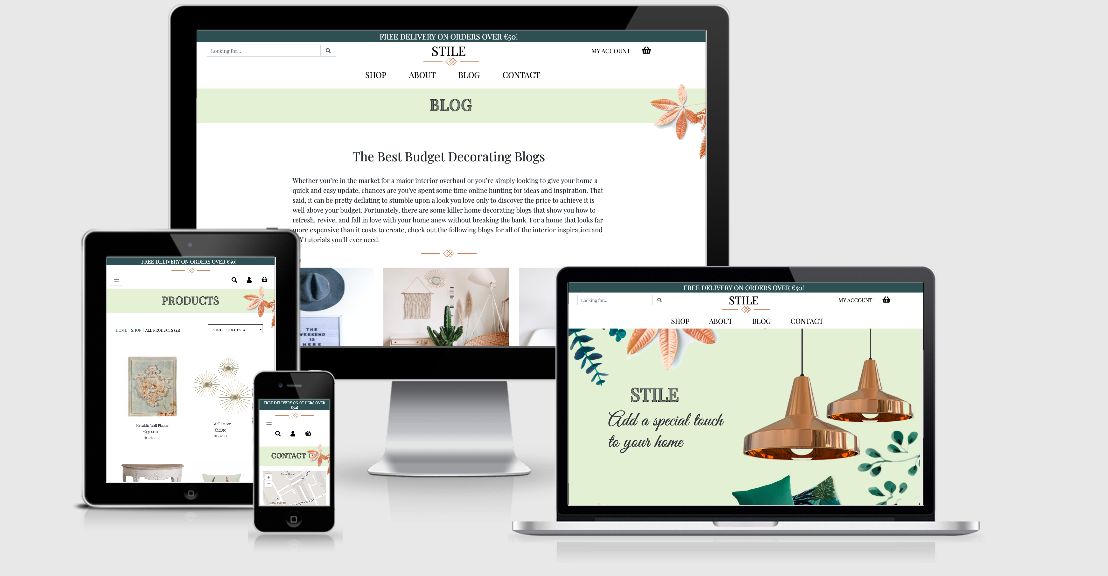 FREE DELIVERY ON ORDERS OVER €50!
Looking for...
STILE
MY ACCOUNT
SHOP ABOUT BLOG CONTACT
BLOG
The Best Budget Decorating Blogs
Whether you're in the market for a major interior overhaul or you're simply looking to give your home a
quick and easy update, chances are you've spent some time online hunting for ideas and inspiration. That
said, it can be pretty deflating to stumble upon a look you love only to discover the price to achieve it is
well above your budget. Fortunately, there are some killer home decorating blogs that show you how to
refresh, revive, and fall in love with your home anew without breaking the bank. For a home that looks far
more expensive than it costs to create, check out the following blogs for all of the interior inspiration and
tutorials you'll ever need.
THE
WEEKEND
IS HERE
FREE DELIVERY ON ORDERS OVER €50!
PRODUCTS
HOME SHOP ALL PRODUCTS
FREE DELIVERY ON ORDERS OVER
€50!
CONTACT US
FREE DELIVERY ON ORDERS OVER €50!
Looking for...
STILE
MY ACCOUNT
SHOP ABOUT BLOG CONTACT
STILE
Add a special touch
to your home